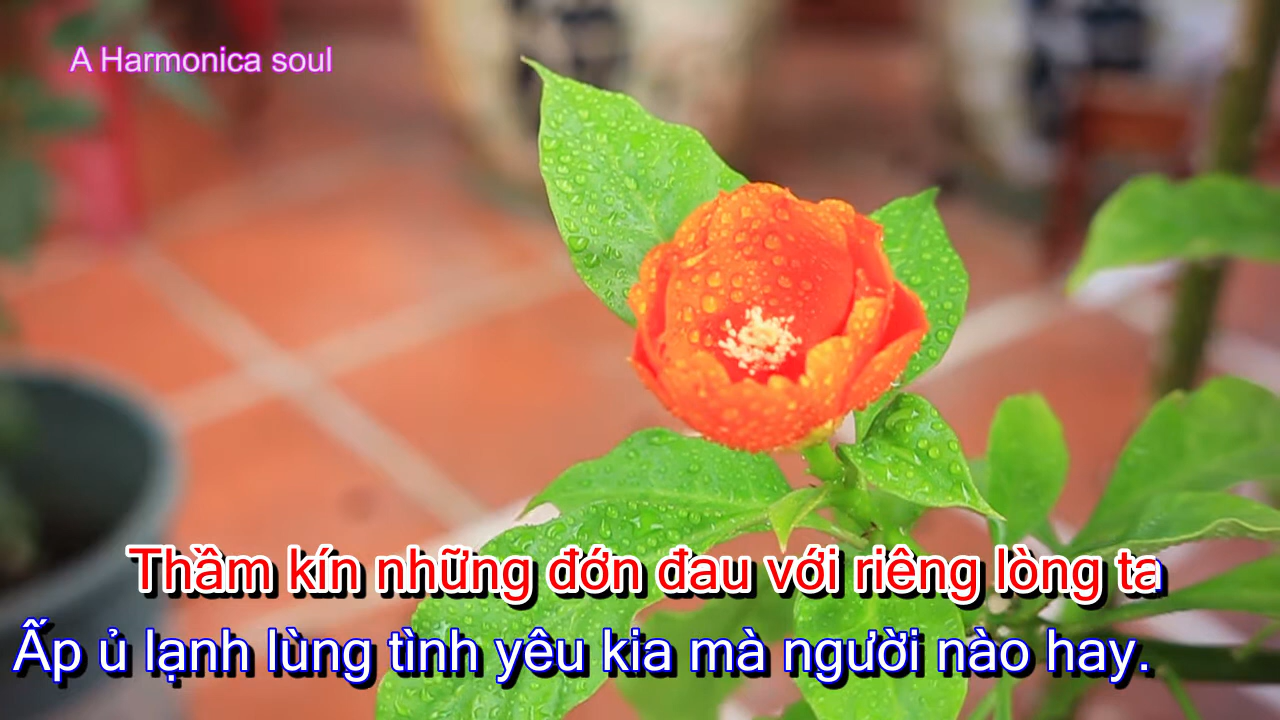 A Harmonica soul
Thầm kín những đớn đau với riêng lòng ta
Ấp ủ lạnh lùng tình yêu kia mà người nào hay.